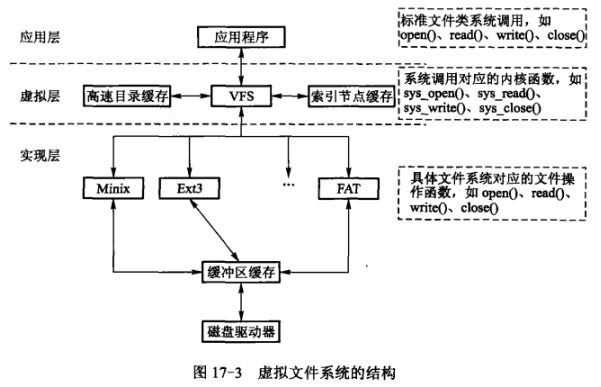 应用层
应用程序
标准文件类系统调用，如
open()、read()、write()、close()
虚拟层
高速目录缓存
VFS
索引节点缓存
系统调用对应的内核函数，如
sys_open()、sys_read()、
sys_write()、sys_close()
实现层
Minix
Ext3
…
FAT
具体文件系统对应的文件操
作函数，如 open()、read()、
write()、close()
缓冲区缓存
磁盘驱动器
图 17-3 虚拟文件系统的结构